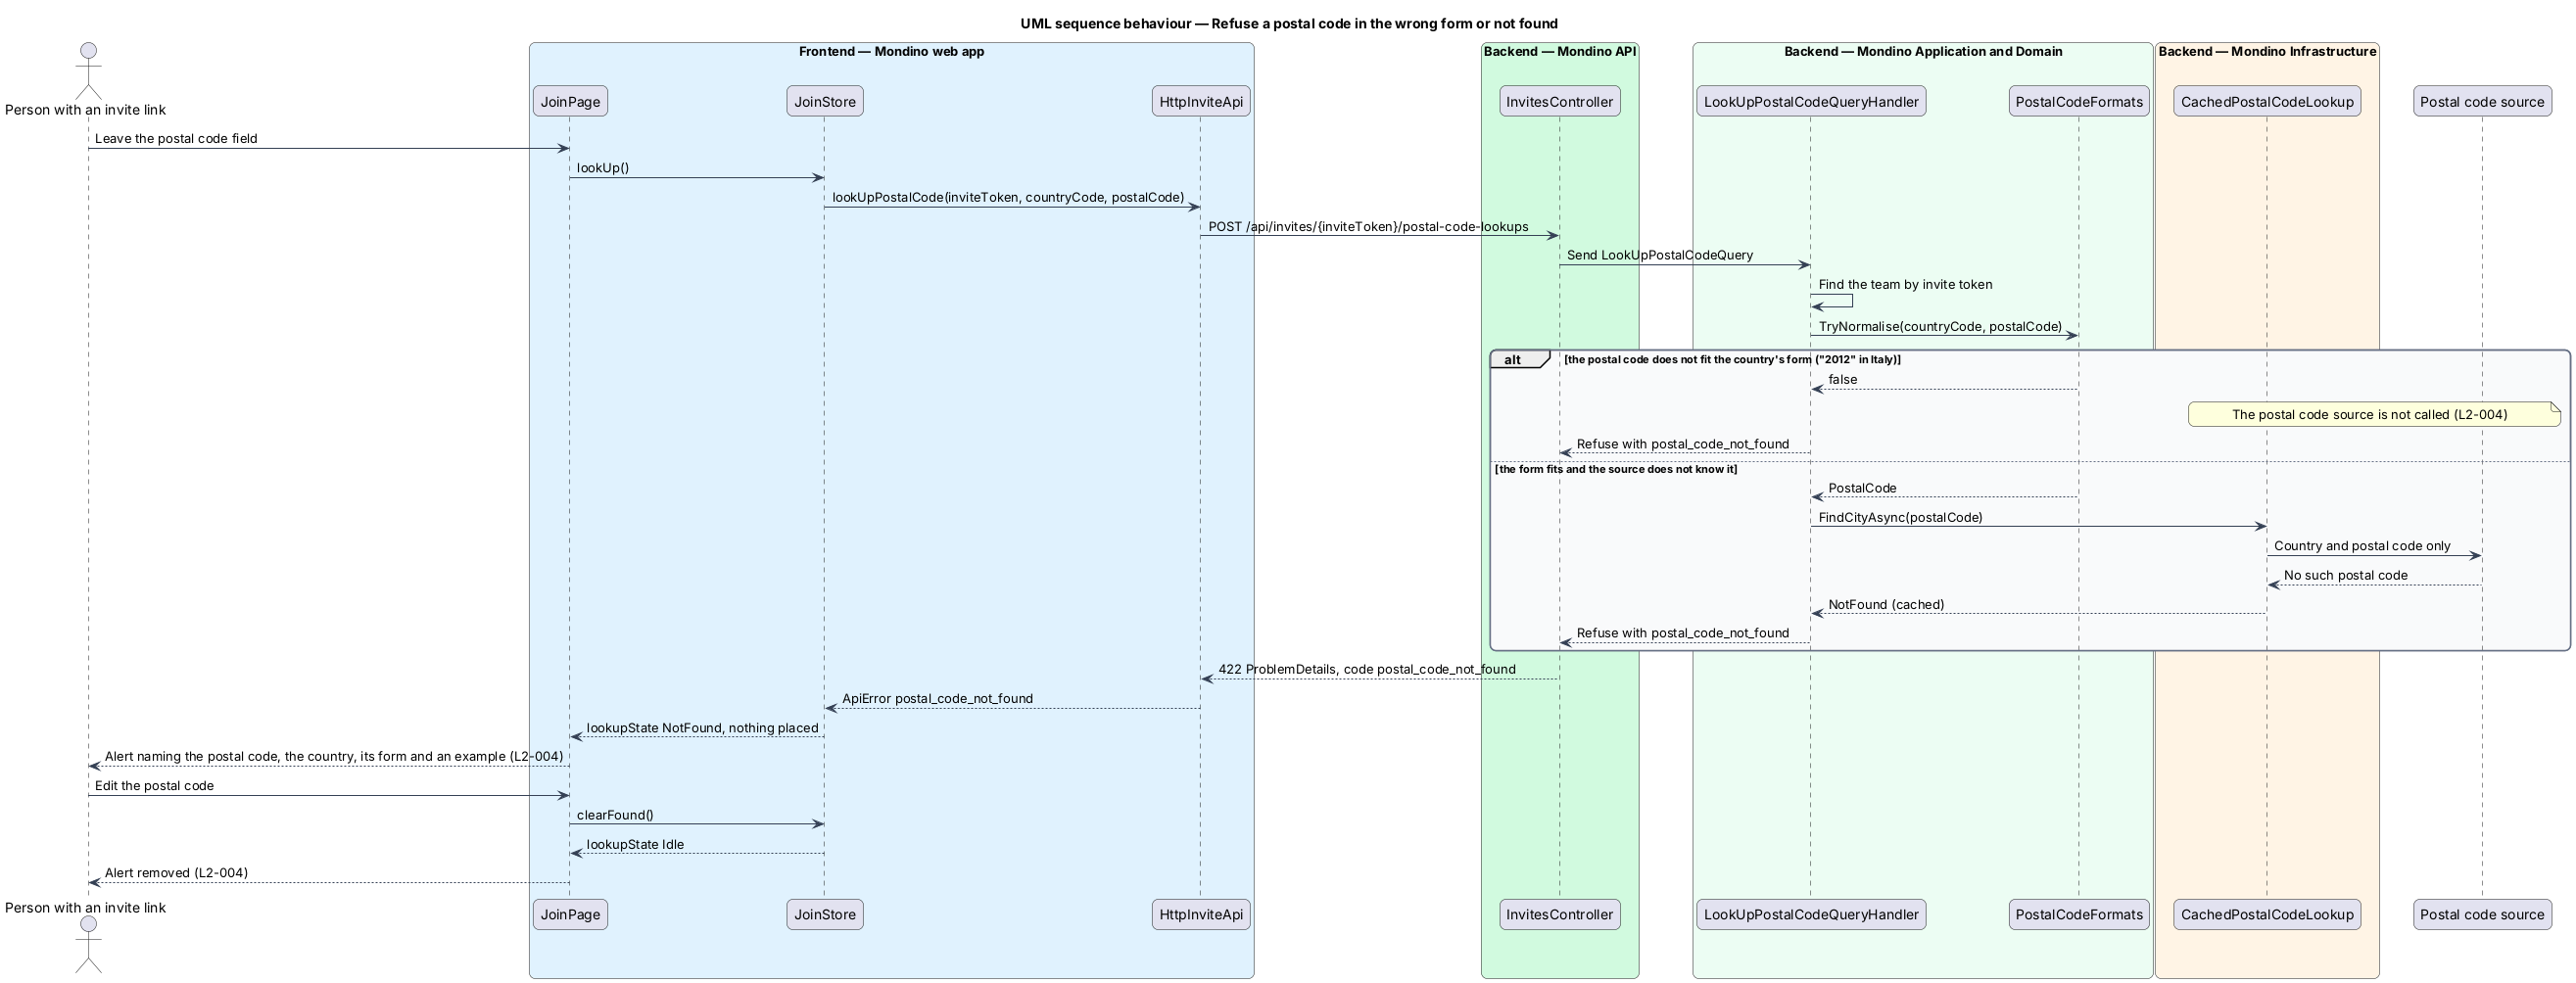 UML sequence behaviour — Refuse a postal code in the wrong form or not found
Frontend — Mondino web app
Backend — Mondino API
Backend — Mondino Application and Domain
Backend — Mondino Infrastructure
Person with an invite link
JoinPage
JoinStore
HttpInviteApi
InvitesController
LookUpPostalCodeQueryHandler
PostalCodeFormats
CachedPostalCodeLookup
Postal code source
Leave the postal code field
lookUp()
lookUpPostalCode(inviteToken, countryCode, postalCode)
POST /api/invites/{inviteToken}/postal-code-lookups
Send LookUpPostalCodeQuery
Find the team by invite token
TryNormalise(countryCode, postalCode)
alt
[the postal code does not fit the country's form ("2012" in Italy)]
false
The postal code source is not called (L2-004)
Refuse with postal_code_not_found
[the form fits and the source does not know it]
PostalCode
FindCityAsync(postalCode)
Country and postal code only
No such postal code
NotFound (cached)
Refuse with postal_code_not_found
422 ProblemDetails, code postal_code_not_found
ApiError postal_code_not_found
lookupState NotFound, nothing placed
Alert naming the postal code, the country, its form and an example (L2-004)
Edit the postal code
clearFound()
lookupState Idle
Alert removed (L2-004)
Person with an invite link
JoinPage
JoinStore
HttpInviteApi
InvitesController
LookUpPostalCodeQueryHandler
PostalCodeFormats
CachedPostalCodeLookup
Postal code source